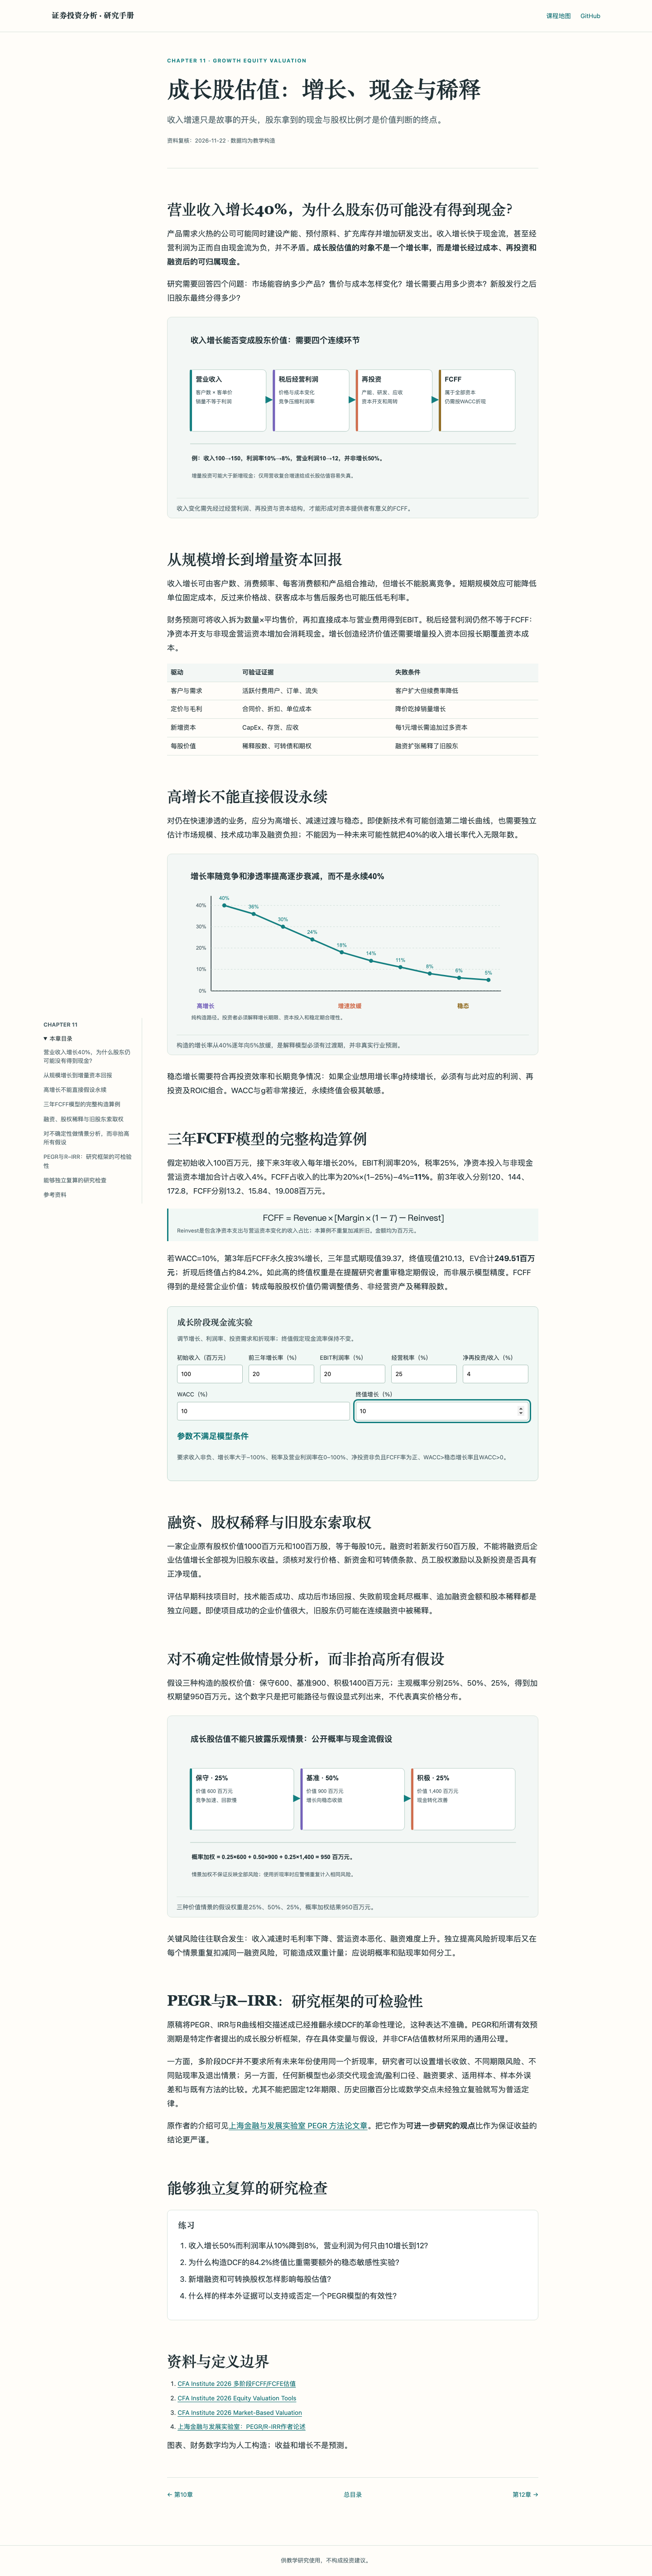 证券投资分析 · 研究手册
课程地图
GitHub
CHAPTER 11 · GROWTH EQUITY VALUATION
成长股估值：增长、现金与稀释
收入增速只是故事的开头，股东拿到的现金与股权比例才是价值判断的终点。
资料复核：2026-11-22 · 数据均为教学构造
营业收入增长40%，为什么股东仍可能没有得到现金？
产品需求火热的公司可能同时建设产能、预付原料、扩充库存并增加研发支出。收入增长快于现金流，甚至经
营利润为正而自由现金流为负，并不矛盾。成长股估值的对象不是一个增长率，而是增长经过成本、再投资和
融资后的可归属现金。
研究需要回答四个问题：市场能容纳多少产品？售价与成本怎样变化？增长需要占用多少资本？新股发行之后
旧股东最终分得多少？
收入增长能否变成股东价值：需要四个连续环节
营业收入
客户数 × 客单价
销量不等于利润
税后经营利润
价格与成本变化
竞争压缩利润率
再投资
产能、研发、应收
资本开支和周转
FCFF
属于全部资本
仍需按WACC折现
例：收入100→150，利润率10%→8%，营业利润10→12，并非增长50%。
增量投资可能大于新增现金；仅用营收复合增速给成长股估值容易失真。
收入变化需先经过经营利润、再投资与资本结构，才能形成对资本提供者有意义的FCFF。
从规模增长到增量资本回报
收入增长可由客户数、消费频率、每客消费额和产品组合推动，但增长不能脱离竞争。短期规模效应可能降低
单位固定成本，反过来价格战、获客成本与售后服务也可能压低毛利率。
财务预测可将收入拆为数量×平均售价，再扣直接成本与营业费用得到EBIT。税后经营利润仍然不等于FCFF：
净资本开支与非现金营运资本增加会消耗现金。增长创造经济价值还需要增量投入资本回报长期覆盖资本成
本。
驱动
可验证证据
失败条件
客户与需求
活跃付费用户、订单、流失
客户扩大但续费率降低
定价与毛利
合同价、折扣、单位成本
降价吃掉销量增长
新增资本
CapEx、存货、应收
每1元增长需追加过多资本
每股价值
稀释股数、可转债和期权
融资扩张稀释了旧股东
高增长不能直接假设永续
对仍在快速渗透的业务，应分为高增长、减速过渡与稳态。即使新技术有可能创造第二增长曲线，也需要独立
估计市场规模、技术成功率及融资负担；不能因为一种未来可能性就把40%的收入增长率代入无限年数。
增长率随竞争和渗透率提高逐步衰减，而不是永续40%
40%
30%
20%
10%
0%
40%
36%
30%
24%
18%
14%
11%
8%
6%
5%
高增长
增速放缓
稳态
纯构造路径。投资者必须解释增长期限、资本投入和稳定期合理性。
构造的增长率从40%逐年向5%放缓，是解释模型必须有过渡期，并非真实行业预测。
CHAPTER 11
▼ 本章目录
营业收入增长40%，为什么股东仍可能没有得到现金？
从规模增长到增量资本回报
高增长不能直接假设永续
三年FCFF模型的完整构造算例
融资、股权稀释与旧股东索取权
对不确定性做情景分析，而非抬高所有假设
PEGR与R–IRR：研究框架的可检验性
能够独立复算的研究检查
参考资料
稳态增长需要符合再投资效率和长期竞争情况：如果企业想用增长率g持续增长，必须有与此对应的利润、再
投资及ROIC组合。WACC与g若非常接近，永续终值会极其敏感。
三年FCFF模型的完整构造算例
假定初始收入100百万元，接下来3年收入每年增长20%，EBIT利润率20%，税率25%，净资本投入与非现金
营运资本增加合计占收入4%。FCFF占收入的比率为20%×(1−25%)−4%=11%。前3年收入分别120、144、
172.8，FCFF分别13.2、15.84、19.008百万元。
FCFF = Revenue × [Margin × (1 − T) − Reinvest]
Reinvest是包含净资本支出与营运资本变化的收入占比；本算例不重复加减折旧。金额均为百万元。
若WACC=10%，第3年后FCFF永久按3%增长，三年显式期现值39.37，终值现值210.13，EV合计249.51百万
元；折现后终值占约84.2%。如此高的终值权重是在提醒研究者重审稳定期假设，而非展示模型精度。FCFF
得到的是经营企业价值；转成每股股权价值仍需调整债务、非经营资产及稀释股数。
成长阶段现金流实验
调节增长、利润率、投资需求和折现率；终值假定现金流率保持不变。
初始收入（百万元）
100
前三年增长率（%）
20
EBIT利润率（%）
20
经营税率（%）
25
净再投资/收入（%）
4
WACC（%）
10
终值增长（%）
10
参数不满足模型条件
要求收入非负、增长率大于−100%、税率及营业利润率在0–100%、净投资非负且FCFF率为正、WACC>稳态增长率且WACC>0。
融资、股权稀释与旧股东索取权
一家企业原有股权价值1000百万元和100百万股，等于每股10元。融资时若新发行50百万股，不能将融资后企
业估值增长全部视为旧股东收益。须核对发行价格、新资金和可转债条款、员工股权激励以及新投资是否具有
正净现值。
评估早期科技项目时，技术能否成功、成功后市场回报、失败前现金耗尽概率、追加融资金额和股本稀释都是
独立问题。即使项目成功的企业价值很大，旧股东仍可能在连续融资中被稀释。
对不确定性做情景分析，而非抬高所有假设
假设三种构造的股权价值：保守600、基准900、积极1400百万元；主观概率分别25%、50%、25%，得到加
权期望950百万元。这个数字只是把可能路径与假设显式列出来，不代表真实价格分布。
成长股估值不能只披露乐观情景：公开概率与现金流假设
保守 · 25%
价值 600 百万元
竞争加速、回款慢
基准 · 50%
价值 900 百万元
增长向稳态收敛
积极 · 25%
价值 1,400 百万元
现金转化改善
概率加权 = 0.25×600 + 0.50×900 + 0.25×1,400 = 950 百万元。
情景加权不保证反映全部风险；使用折现率时应警惕重复计入相同风险。
三种价值情景的假设权重是25%、50%、25%，概率加权结果950百万元。
关键风险往往联合发生：收入减速时毛利率下降、营运资本恶化、融资难度上升。独立提高风险折现率后又在
每个情景重复扣减同一融资风险，可能造成双重计量；应说明概率和贴现率如何分工。
PEGR与R–IRR：研究框架的可检验性
原稿将PEGR、IRR与R曲线相交描述成已经推翻永续DCF的革命性理论，这种表达不准确。PEGR和所谓有效预
测期是特定作者提出的成长股分析框架，存在具体变量与假设，并非CFA估值教材所采用的通用公理。
一方面，多阶段DCF并不要求所有未来年份使用同一个折现率，研究者可以设置增长收敛、不同期限风险、不
同贴现率及退出情景；另一方面，任何新模型也必须交代现金流/盈利口径、融资要求、适用样本、样本外误
差和与既有方法的比较。尤其不能把固定12年期限、历史回撤百分比或数学交点未经独立复验就写为普适定
律。
原作者的介绍可见上海金融与发展实验室 PEGR 方法论文章。把它作为可进一步研究的观点比作为保证收益的
结论更严谨。
能够独立复算的研究检查
练习
1. 收入增长50%而利润率从10%降到8%，营业利润为何只由10增长到12？
2. 为什么构造DCF的84.2%终值比重需要额外的稳态敏感性实验？
3. 新增融资和可转换股权怎样影响每股估值？
4. 什么样的样本外证据可以支持或否定一个PEGR模型的有效性？
资料与定义边界
1. CFA Institute 2026 多阶段FCFF/FCFE估值
2. CFA Institute 2026 Equity Valuation Tools
3. CFA Institute 2026 Market-Based Valuation
4. 上海金融与发展实验室：PEGR/R-IRR作者论述
图表、财务数字均为人工构造；收益和增长不是预测。
← 第10章
总目录
第12章 →
供教学研究使用，不构成投资建议。